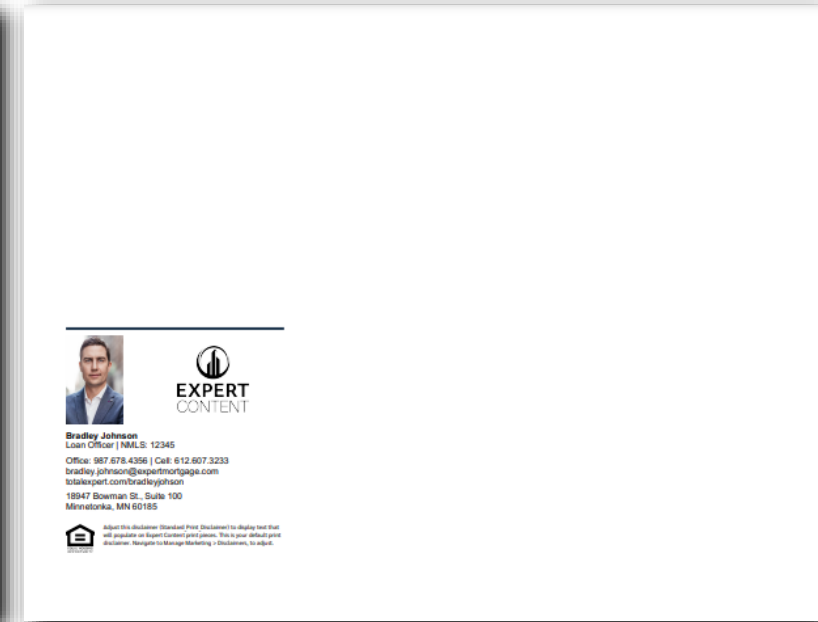 EXPERT
CONTENT
Bradley Johnson
Loan Officer | NMLS: 12345
Office: 987.678.4356 | Cell: 612.607.3233
bradley.johnson@expertmortgage.com
totalexpert.com/bradleyjohson
18947 Bowman St., Suite 100
Minnetonka, MN 60185
Adjust this disclaimer (Standard_Print_Disclaimer) to display text that
will populate on Expert Content print pieces. This is your default print
disclaimer. Navigate to Manage Marketing > Disclaimers, to adjust.